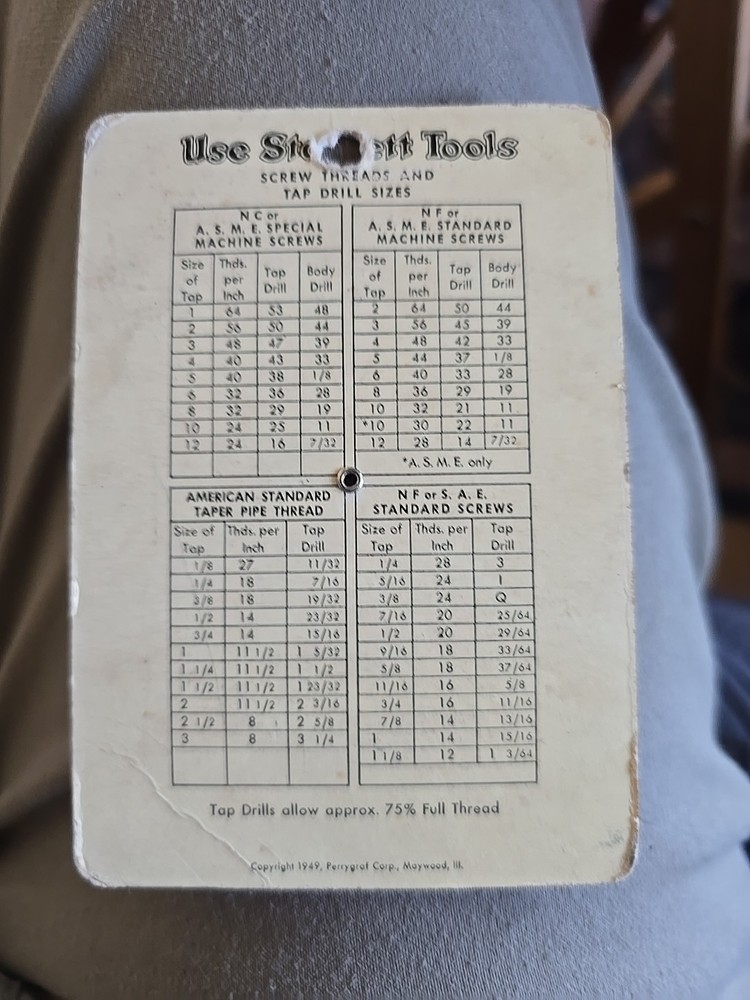 Use St ett Tools
SCREW THREADS AND
TAP DRILL SIZES
N C or
A. S. M. E. SPECIAL
MACHINE SCREWS
Size of Tap Thds. per Inch Tap Drill Body Drill
1 64 53 48
2 56 50 44
3 48 47 39
4 40 43 33
5 40 38 1/8
6 32 36 28
8 32 29 19
10 24 25 11
12 24 16 7/32
N F or
A. S. M. E. STANDARD
MACHINE SCREWS
Size of Tap Thds. per Inch Tap Drill Body Drill
2 64 50 44
3 56 45 39
4 48 42 33
5 44 37 1/8
6 40 33 28
8 36 29 19
10 32 21 11
*10 30 22 11
12 28 14 7/32
*A. S. M. E. only
AMERICAN STANDARD
TAPER PIPE THREAD
Size of Tap Thds. per Inch Tap Drill
1/8 27 11/32
1/4 18 7/16
3/8 18 19/32
1/2 14 23/32
3/4 14 15/16
1 11 1/2 1 5/32
1 1/4 11 1/2 1 1/2
1 1/2 11 1/2 1 23/32
2 11 1/2 2 3/16
2 1/2 8 2 5/8
3 8 3 1/4
N F or S. A. E.
STANDARD SCREWS
Size of Tap Thds. per Inch Tap Drill
1/4 28 3
5/16 24 I
3/8 24 Q
7/16 20 25/64
1/2 20 29/64
9/16 18 33/64
5/8 18 37/64
11/16 16 5/8
3/4 16 11/16
7/8 14 13/16
1 14 15/16
1 1/8 12 1 3/64
Tap Drills allow approx. 75% Full Thread
Copyright 1949, Perrygraf Corp., Maywood, Ill.